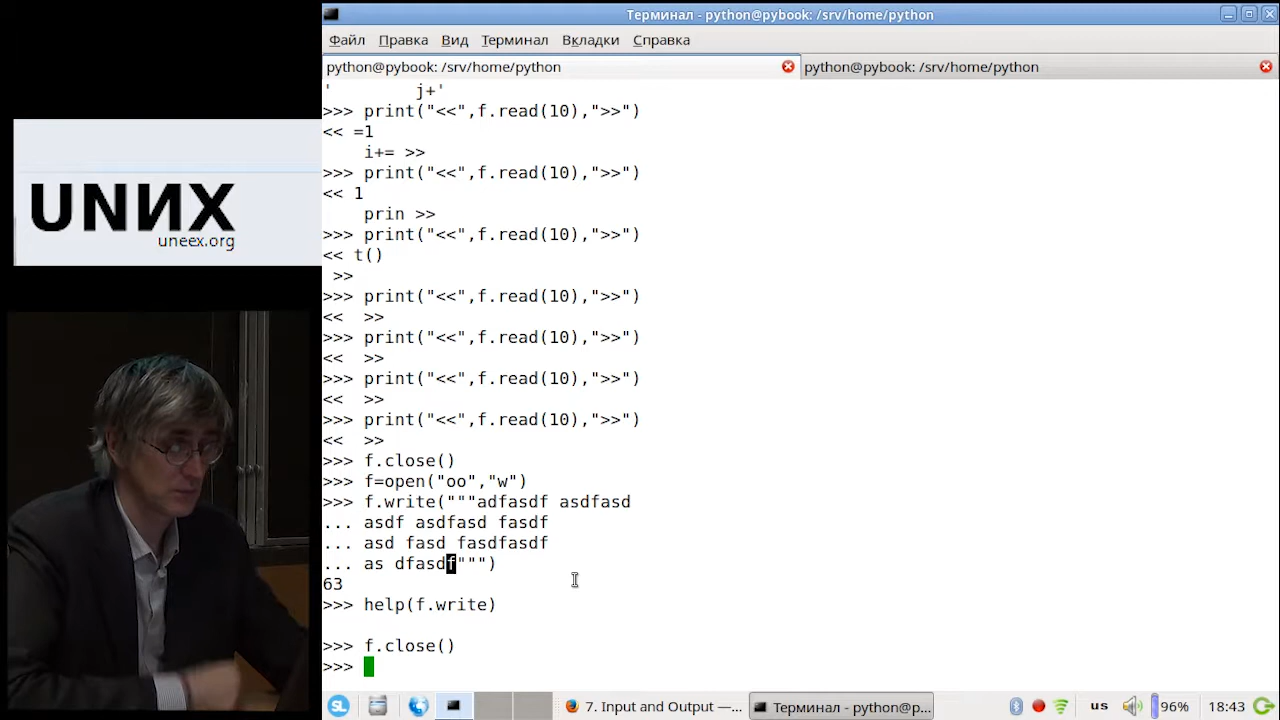 Терминал - python@pybook: /srv/home/python
Файл Правка Вид Терминал Вкладки Справка
python@pybook: /srv/home/python
python@pybook: /srv/home/python
'        j+'
>>> print("<<",f.read(10),">>")
<< =1
    i+= >>
>>> print("<<",f.read(10),">>")
<< 1
    prin >>
>>> print("<<",f.read(10),">>")
<< t()
 >>
>>> print("<<",f.read(10),">>")
<<  >>
>>> print("<<",f.read(10),">>")
<<  >>
>>> print("<<",f.read(10),">>")
<<  >>
>>> print("<<",f.read(10),">>")
<<  >>
>>> f.close()
>>> f=open("oo","w")
>>> f.write("""adfasdf asdfasd
... asdf asdfasd fasdf
... asd fasd fasdfasdf
... as dfasdf""")
63
>>> help(f.write)
>>> f.close()
>>>
UNИX
uneex.org
7. Input and Output —...
Терминал - python@p...
us
96%
18:43